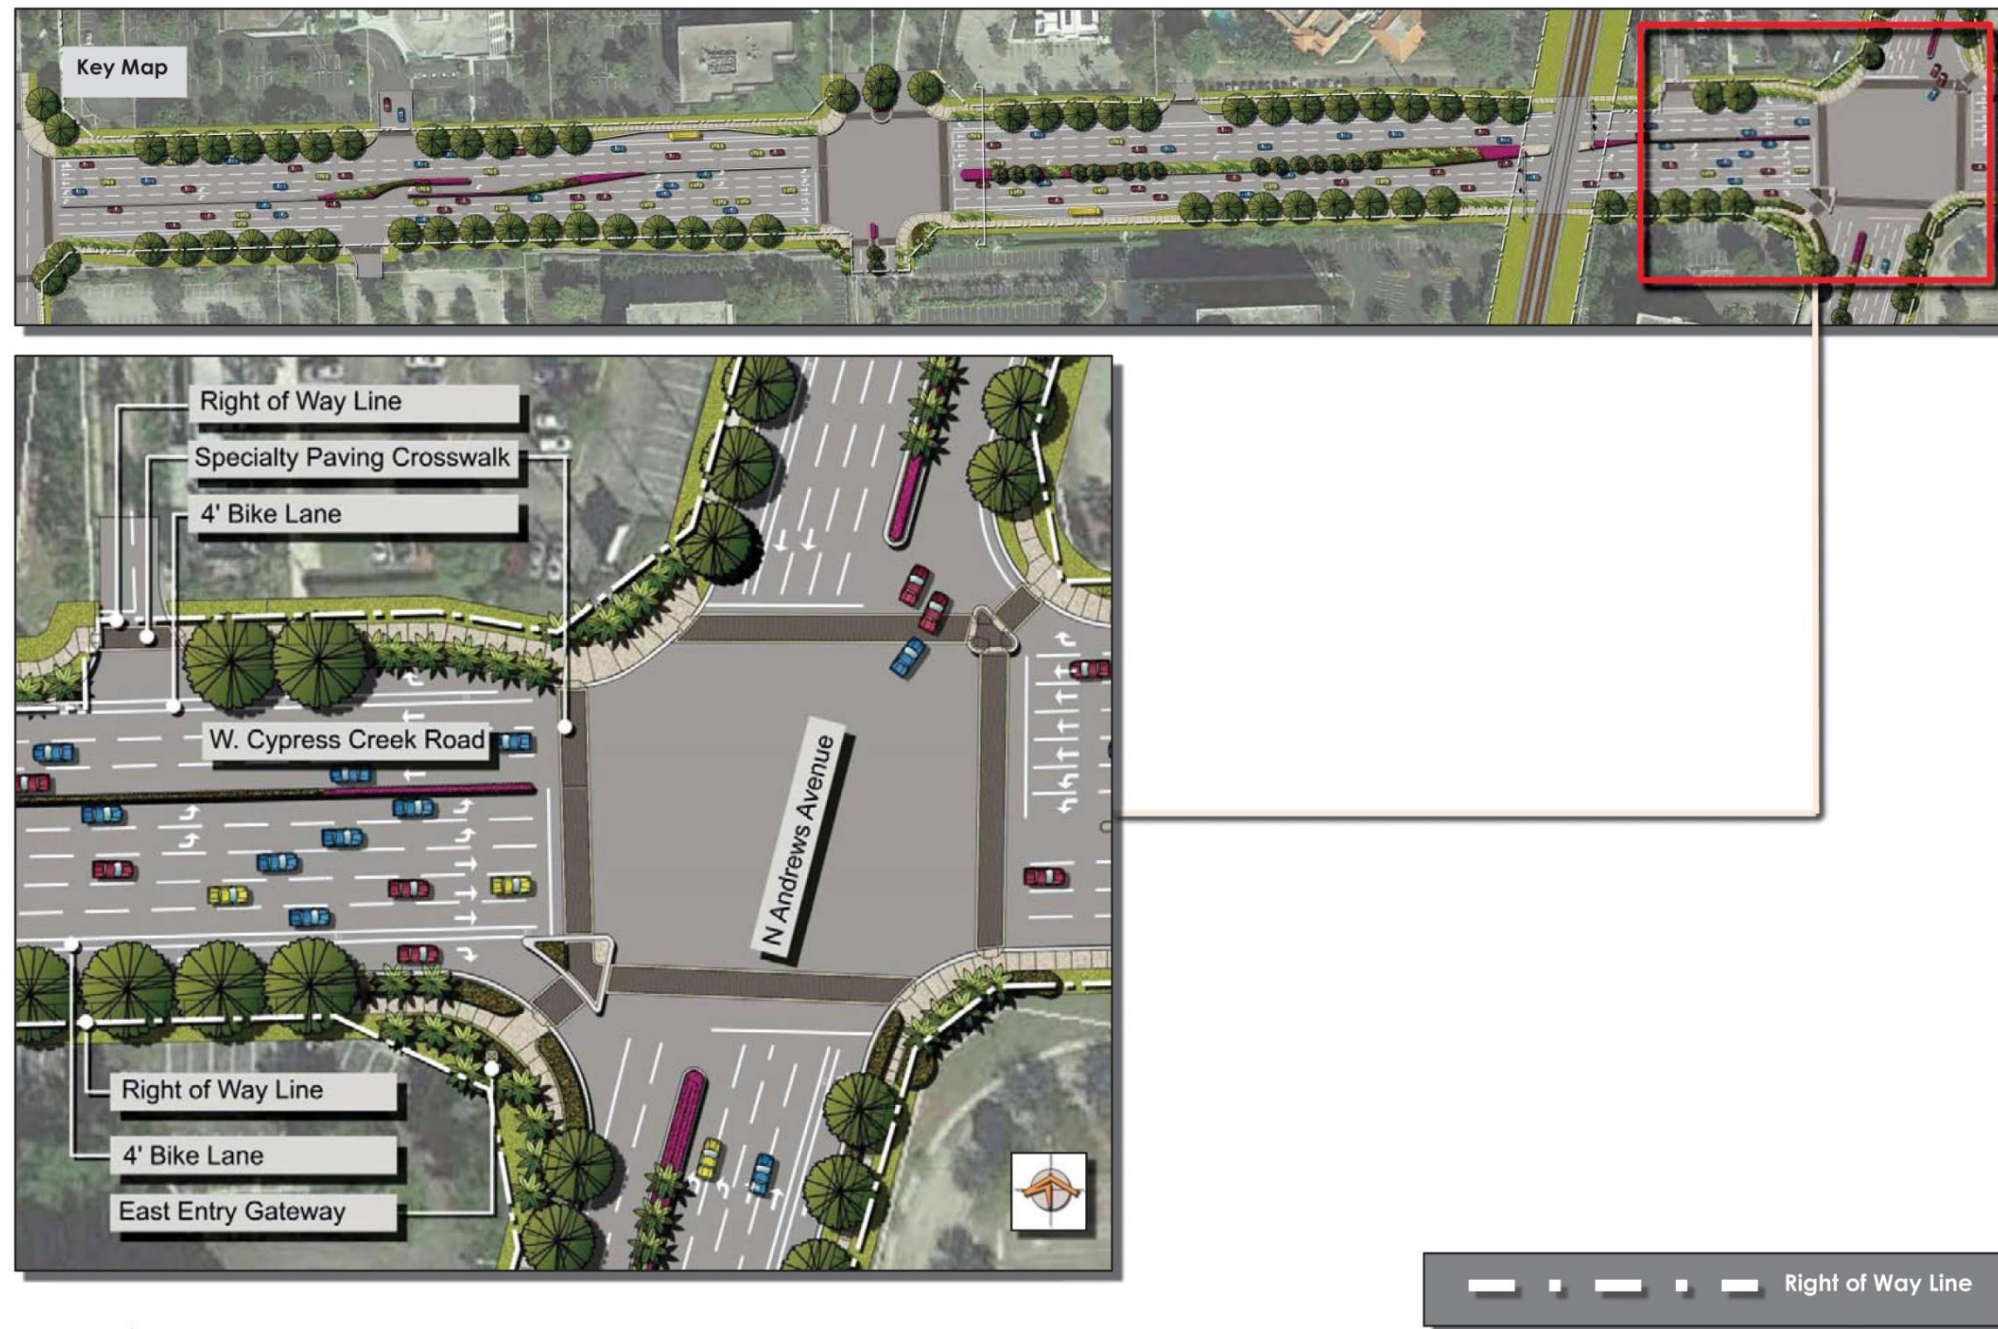 Key Map
Right of Way Line
Specialty Paving Crosswalk
4' Bike Lane
W. Cypress Creek Road
N Andrews Avenue
Right of Way Line
4' Bike Lane
East Entry Gateway
Right of Way Line